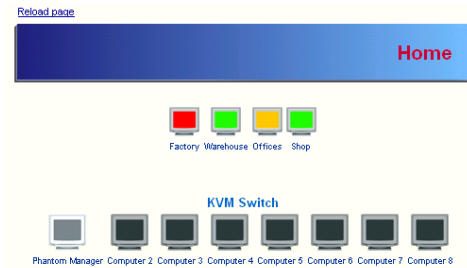 Reload page
Home
Factory Warehouse Offices Shop
KVM Switch
Phantom Manager Computer 2 Computer 3 Computer 4 Computer 5 Computer 6 Computer 7 Computer 8